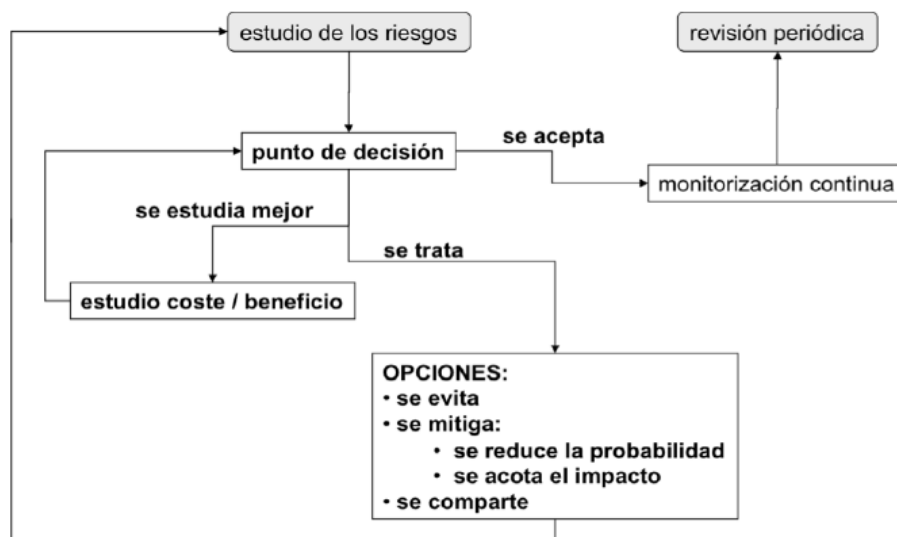 estudio de los riesgos
revisión periódica
punto de decisión
se acepta
monitorización continua
se estudia mejor
se trata
estudio coste / beneficio
OPCIONES:
• se evita
• se mitiga:
• se reduce la probabilidad
• se acota el impacto
• se comparte